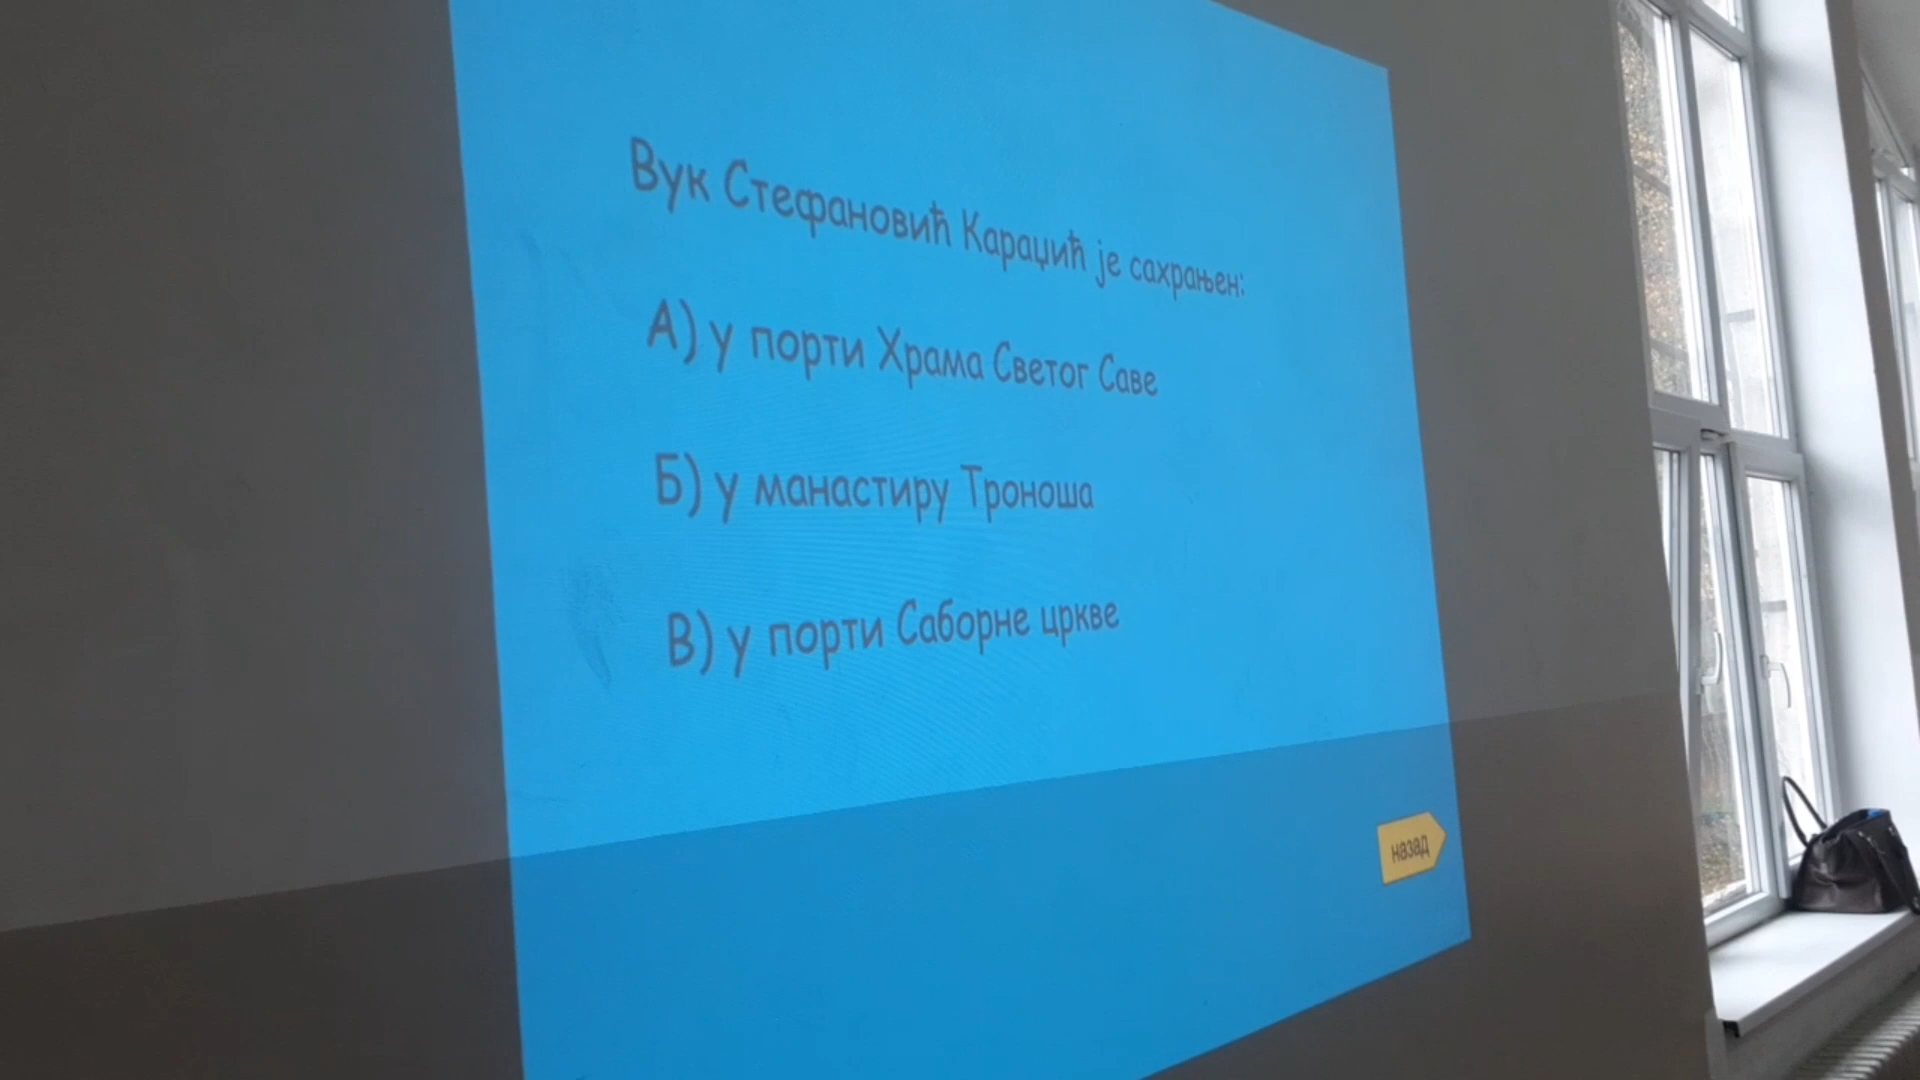 Вук Стефановић Караџић је сахрањен:
А) у порти Храма Светог Саве
Б) у манастиру Троноша
В) у порти Саборне цркве
назад